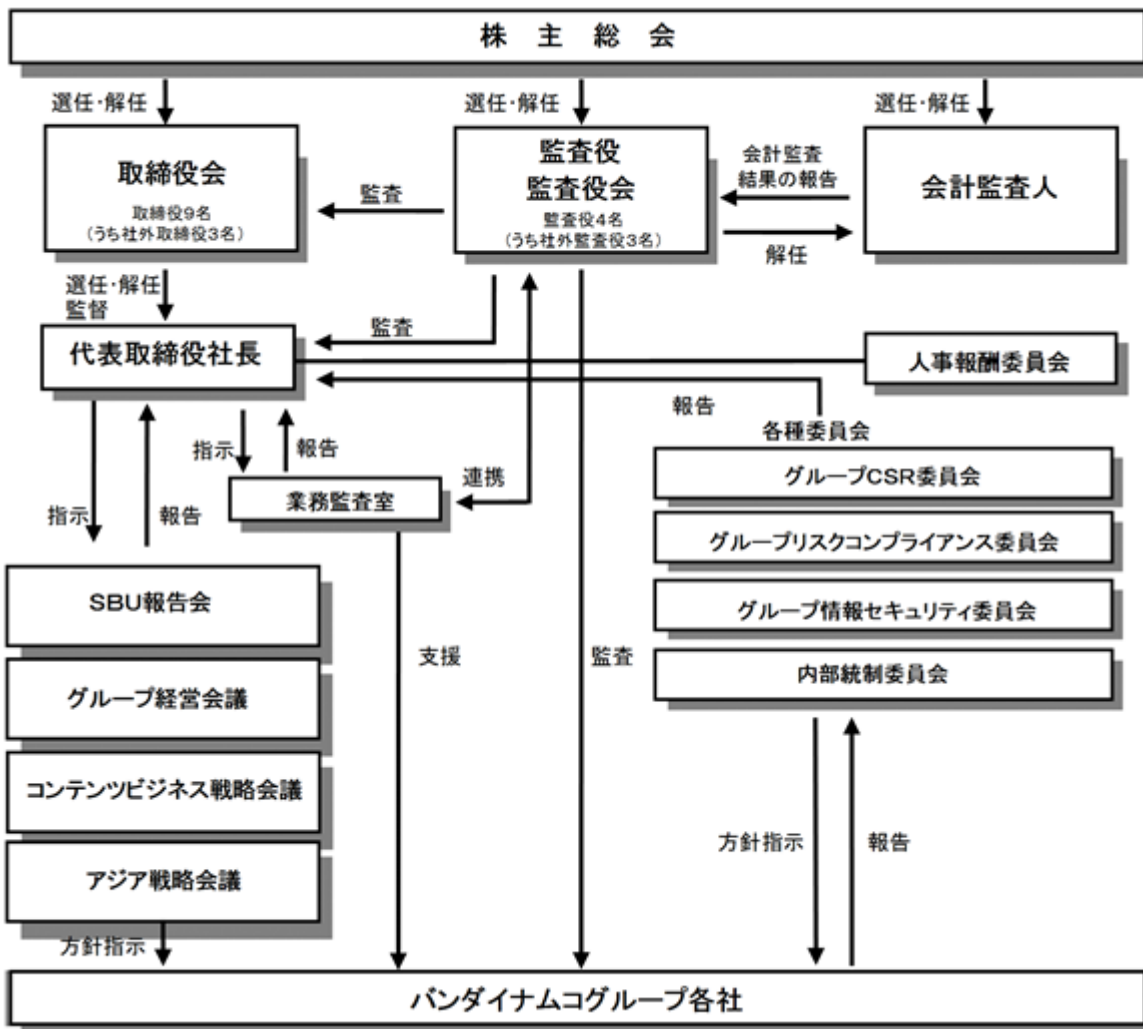 株 主 総 会
選任・解任
選任・解任
選任・解任
取締役会
取締役9名
(うち社外取締役3名)
監査
監査役
監査役会
監査役4名
(うち社外監査役3名)
会計監査
結果の報告
解任
会計監査人
選任・解任
監督
監査
代表取締役社長
人事報酬委員会
報告
指示
報告
指示
報告
業務監査室
連携
各種委員会
グループCSR委員会
グループリスクコンプライアンス委員会
グループ情報セキュリティ委員会
内部統制委員会
SBU報告会
グループ経営会議
コンテンツビジネス戦略会議
アジア戦略会議
支援
監査
方針指示
報告
方針指示
バンダイナムコグループ各社